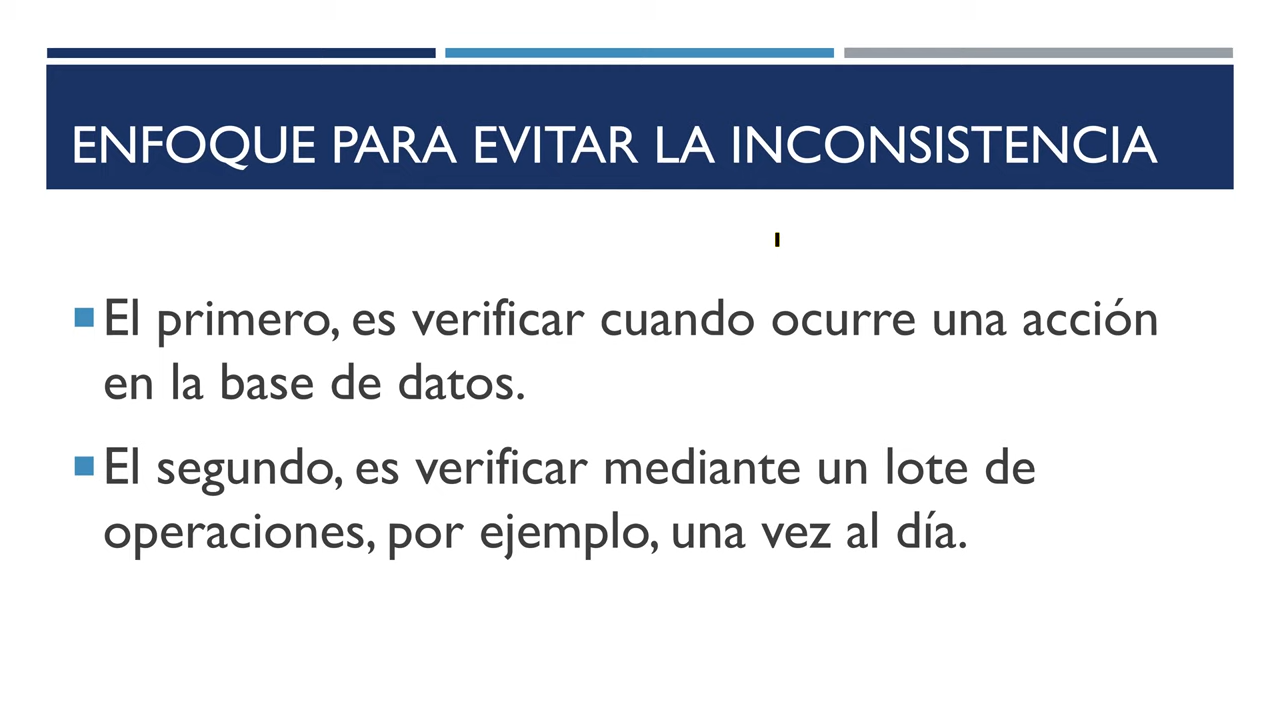 ENFOQUE PARA EVITAR LA INCONSISTENCIA
El primero, es verificar cuando ocurre una acción
en la base de datos.
El segundo, es verificar mediante un lote de
operaciones, por ejemplo, una vez al día.